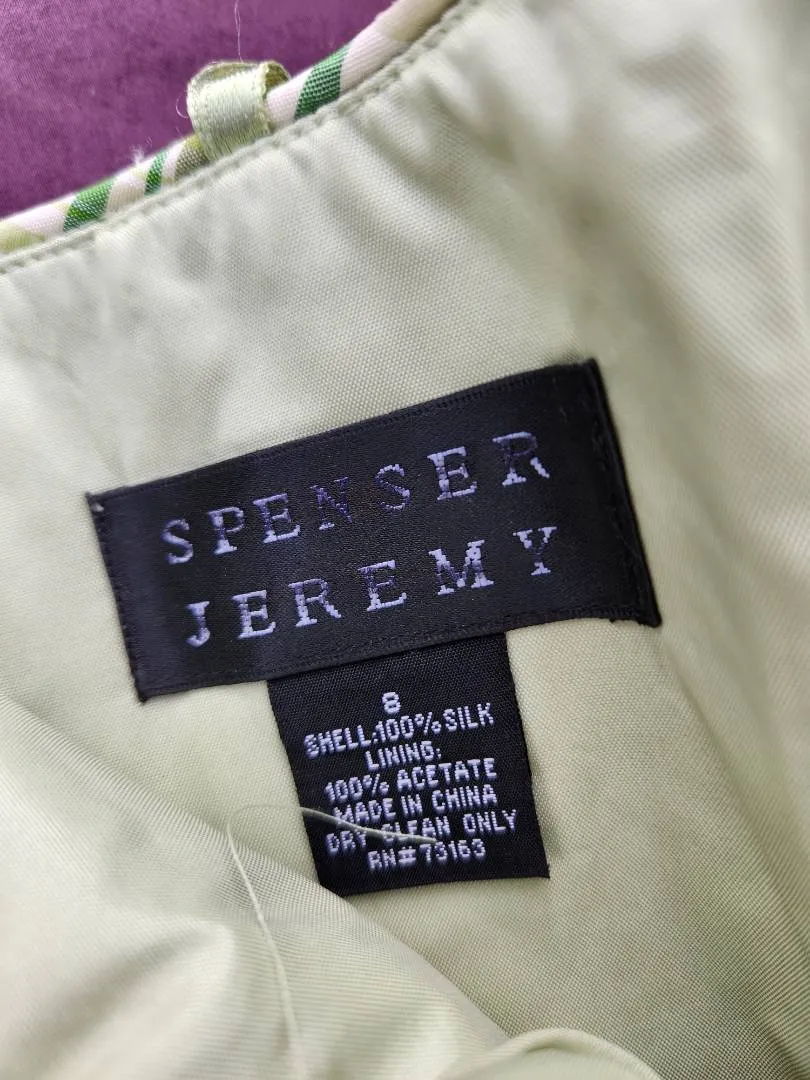 SPENSER
JEREMY
8
SHELL:100% SILK
LINING:
100% ACETATE
MADE IN CHINA
DRY CLEAN ONLY
RN#73163